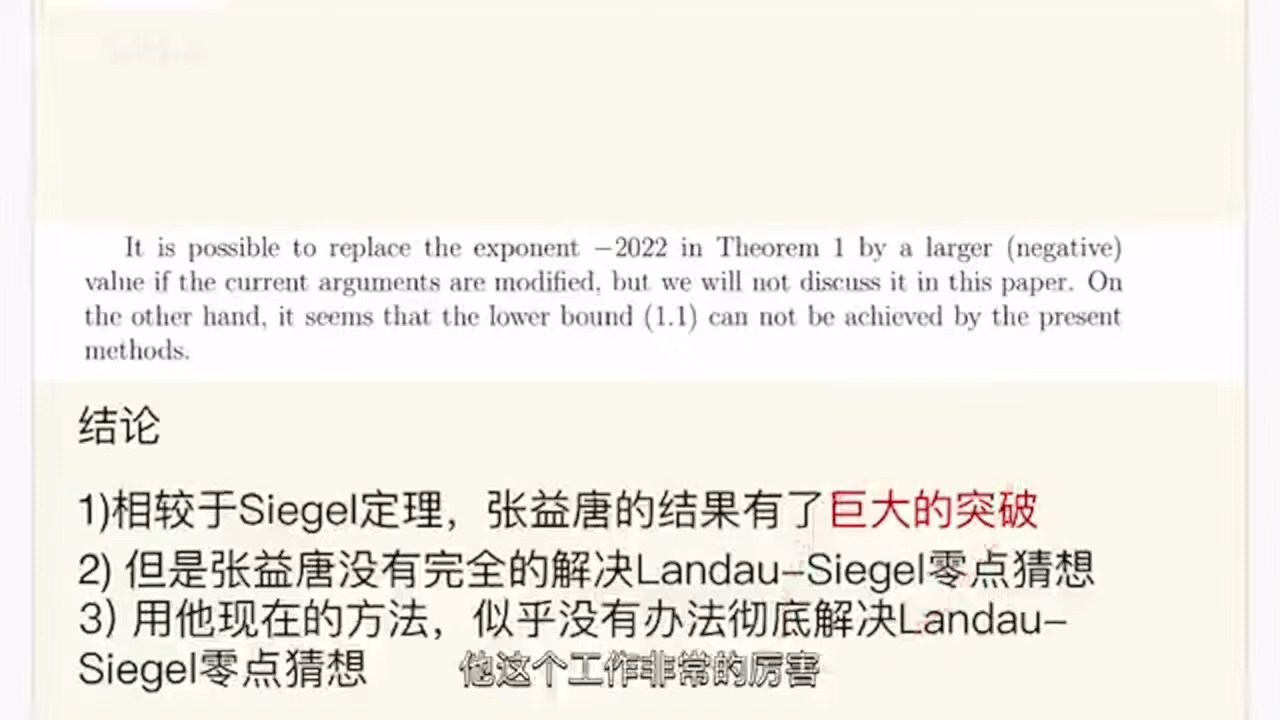 It is possible to replace the exponent −2022 in Theorem 1 by a larger (negative)
value if the current arguments are modified, but we will not discuss it in this paper. On
the other hand, it seems that the lower bound (1.1) can not be achieved by the present
methods.
结论
1)相较于Siegel定理，张益唐的结果有了巨大的突破
2) 但是张益唐没有完全的解决Landau–Siegel零点猜想
3) 用他现在的方法，似乎没有办法彻底解决Landau–
Siegel零点猜想
他这个工作非常的厉害